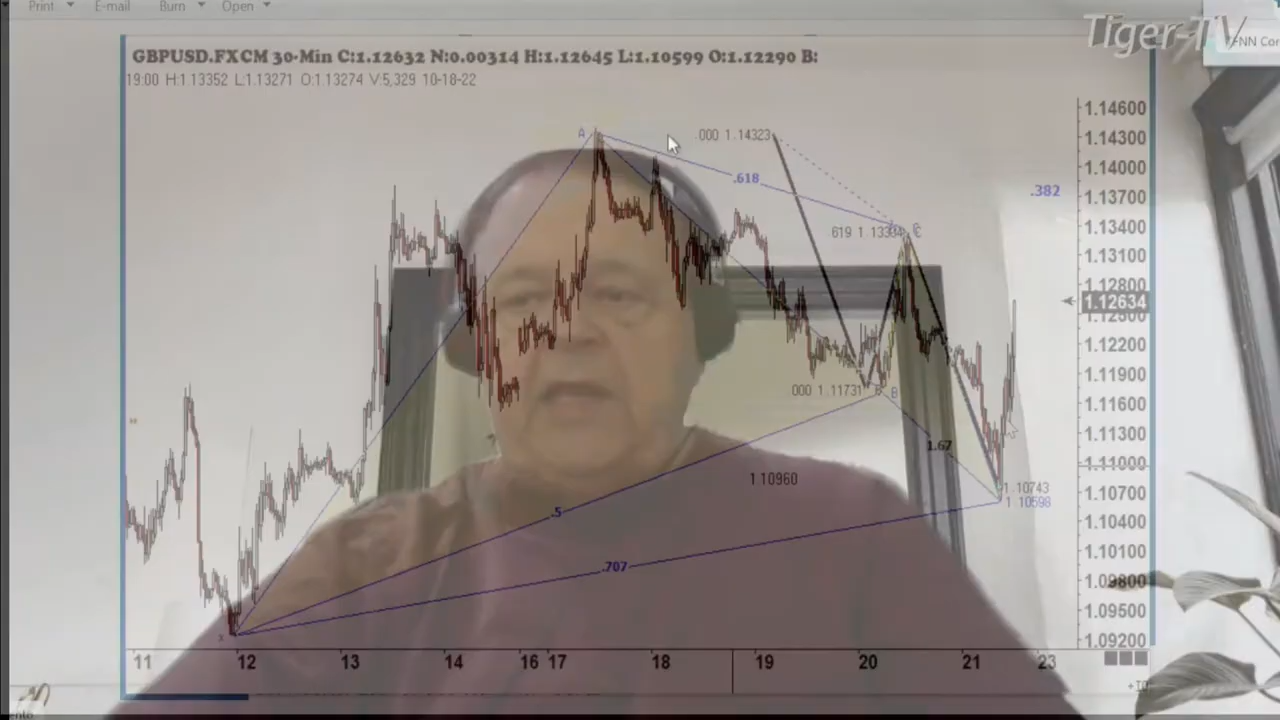 Print E-mail Burn Open
Tiger-TV
GBPUSD.FXCM 30-Min C:1.12632 N:0.00314 H:1.12645 L:1.10599 O:1.12290 B:
19:00 H:1.13352 L:1.13271 O:1.13274 V:5,329 10-18-22
1.14600
A .000 1.14323 1.14300
1.14000
.618
.382 1.13700
C 1.13400
1.13100
1.12800
1.12634
1.12500
1.12200
1.11900
000 1.11731 B
1.11600
1.11300
1.67
1.11000
1 10960
1.10743 1.10700
1 10598
.5 1.10400
1.10100
.707
1.09800
1.09500
X 1.09200
11 12 13 14 16 17 18 19 20 21 23